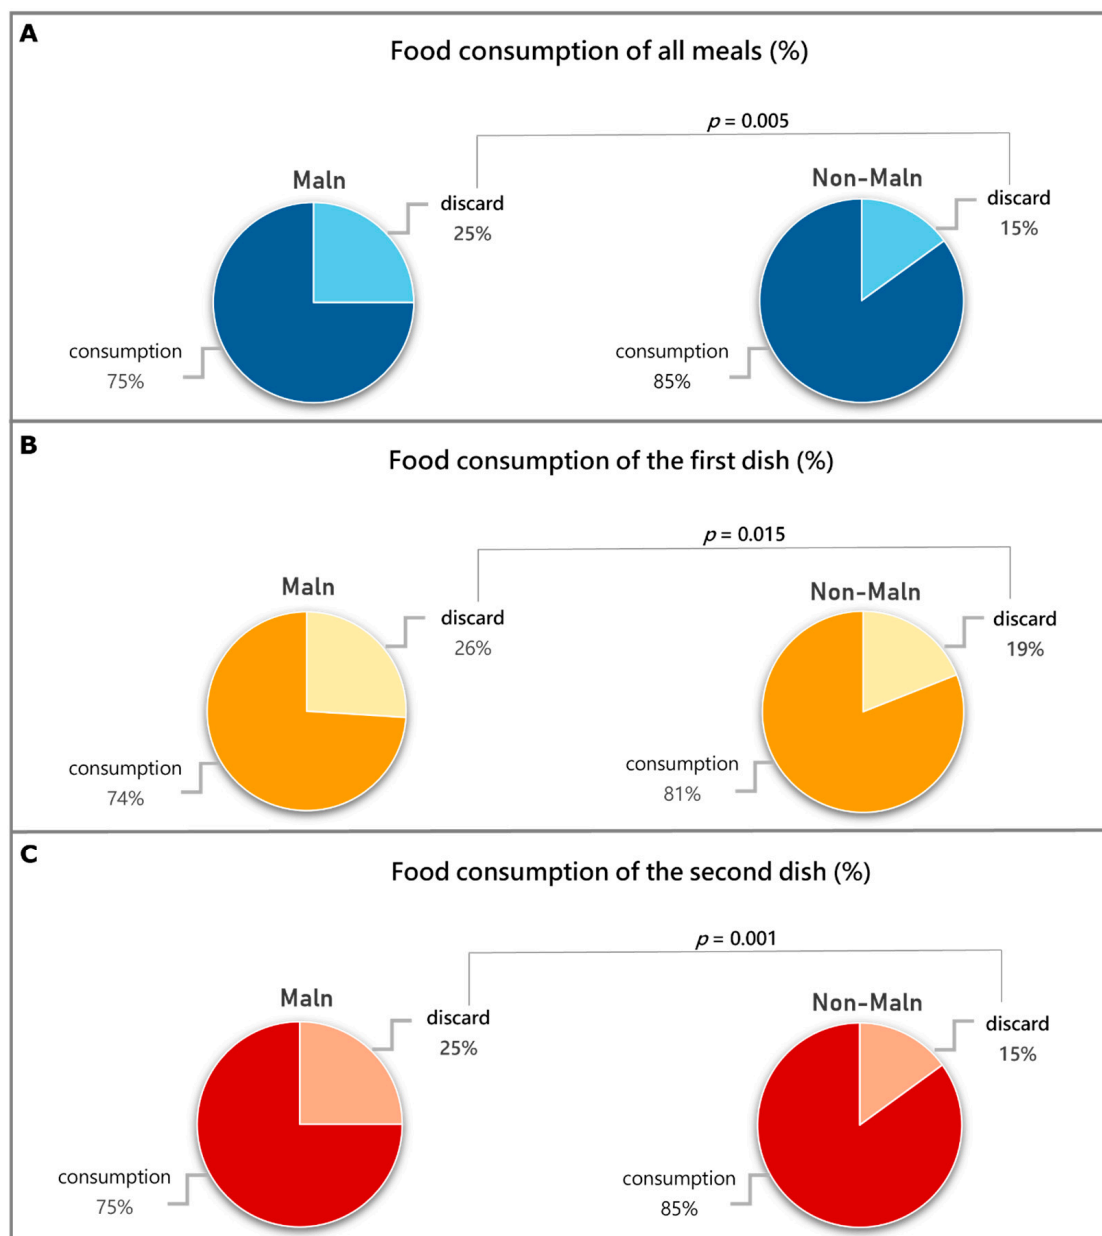 A
Food consumption of all meals (%)
p = 0.005
Maln
Non-Maln
discard
25%
discard
15%
consumption
75%
consumption
85%
B
Food consumption of the first dish (%)
p = 0.015
Maln
Non-Maln
discard
26%
discard
19%
consumption
74%
consumption
81%
C
Food consumption of the second dish (%)
p = 0.001
Maln
Non-Maln
discard
25%
discard
15%
consumption
75%
consumption
85%